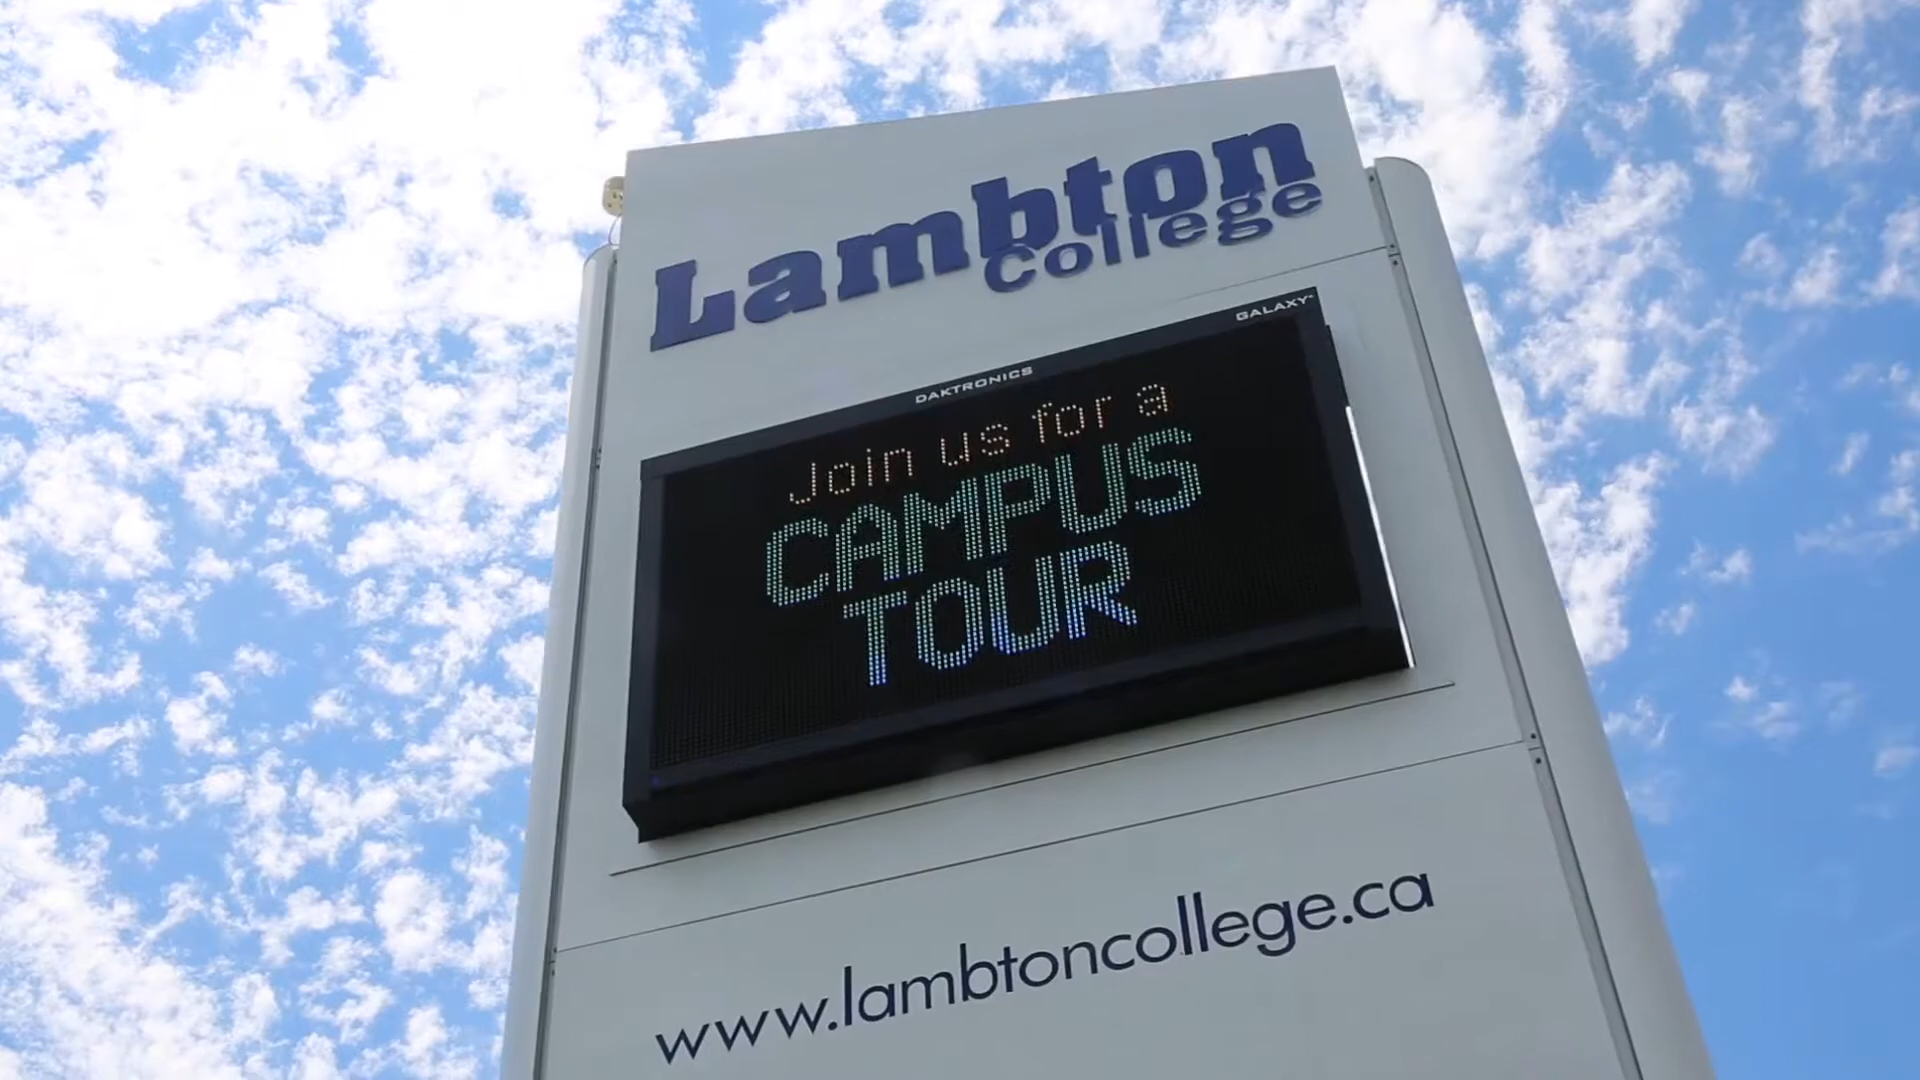 Lambton
College
DAKTRONICS
GALAXY
Join us for a
CAMPUS
TOUR
www.lambtoncollege.ca